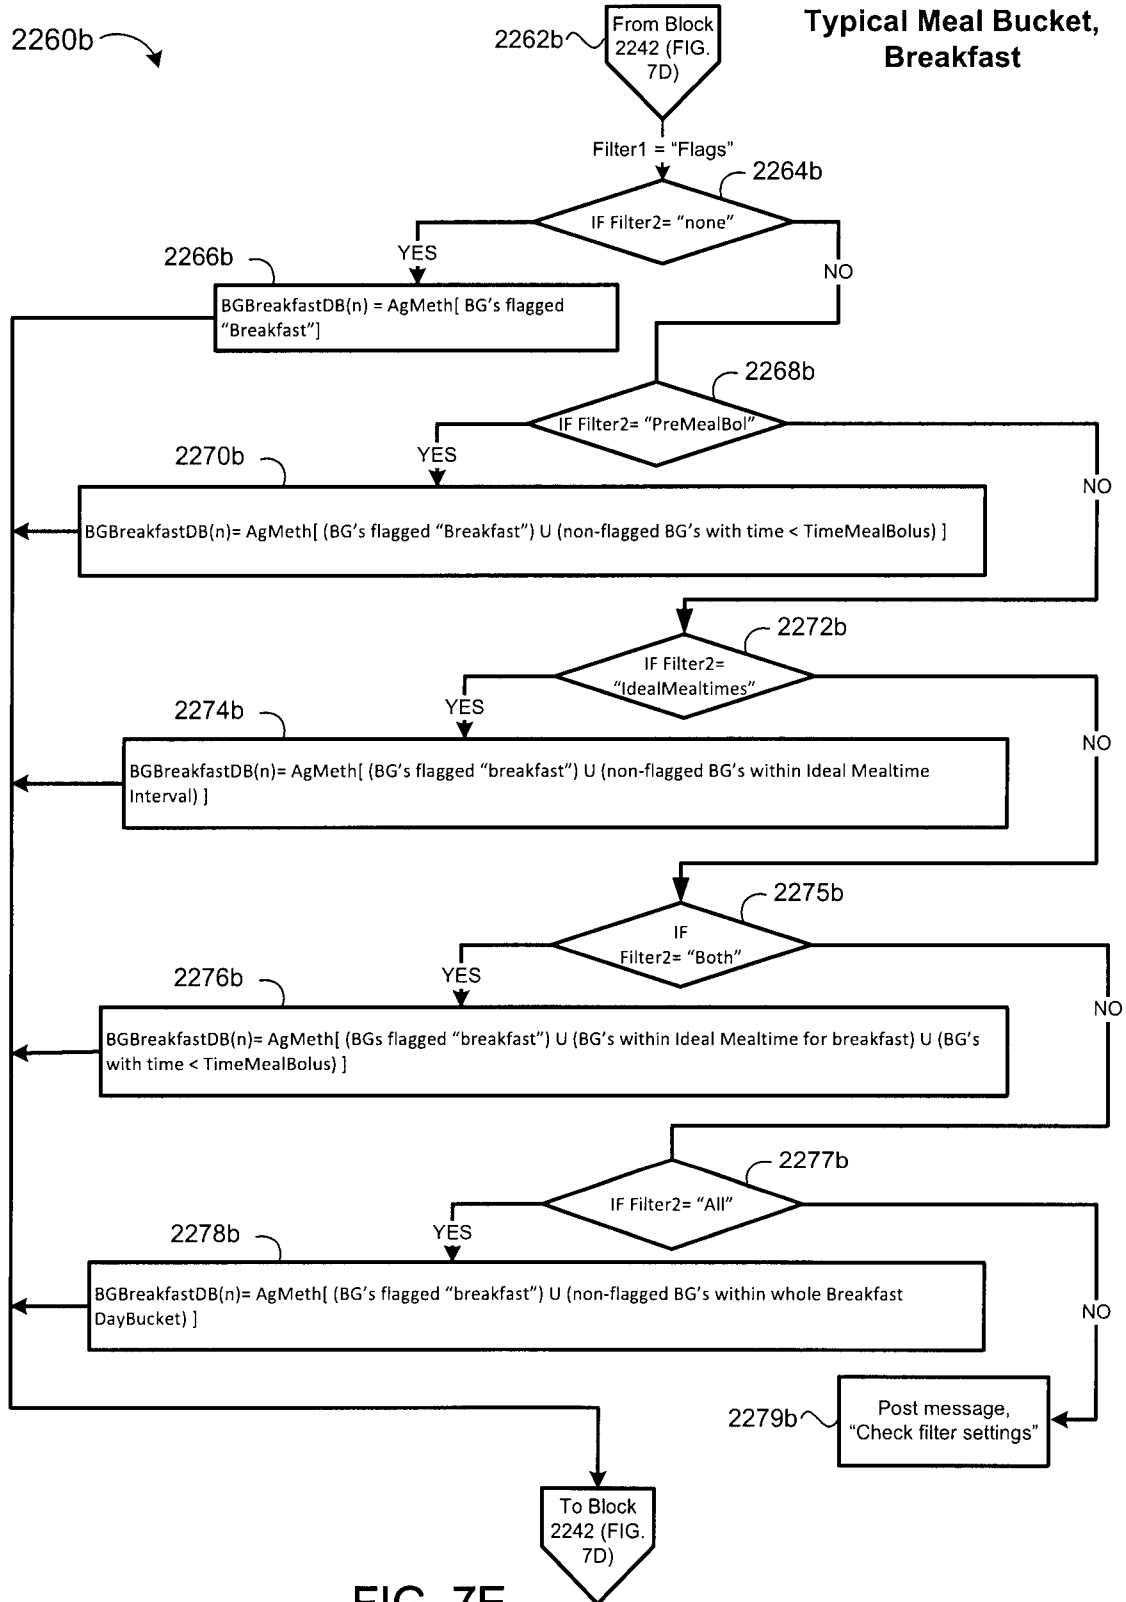 2260b
2262b
From Block
2242 (FIG.
7D)
Typical Meal Bucket,
Breakfast
Filter1 = “Flags”
2264b
IF Filter2= “none”
YES
NO
2266b
BGBreakfastDB(n) = AgMeth[ BG’s flagged
“Breakfast”]
2268b
IF Filter2= “PreMealBol”
YES
NO
2270b
BGBreakfastDB(n)= AgMeth[ (BG’s flagged “Breakfast”) U (non-flagged BG’s with time < TimeMealBolus) ]
2272b
IF Filter2=
“IdealMealtimes”
YES
NO
2274b
BGBreakfastDB(n)= AgMeth[ (BG’s flagged “breakfast”) U (non-flagged BG’s within Ideal Mealtime
Interval) ]
2275b
IF
Filter2= “Both”
YES
NO
2276b
BGBreakfastDB(n)= AgMeth[ (BGs flagged “breakfast”) U (BG’s within Ideal Mealtime for breakfast) U (BG’s
with time < TimeMealBolus) ]
2277b
IF Filter2= “All”
YES
NO
2278b
BGBreakfastDB(n)= AgMeth[ (BG’s flagged “breakfast”) U (non-flagged BG’s within whole Breakfast
DayBucket) ]
2279b
Post message,
“Check filter settings”
To Block
2242 (FIG.
7D)